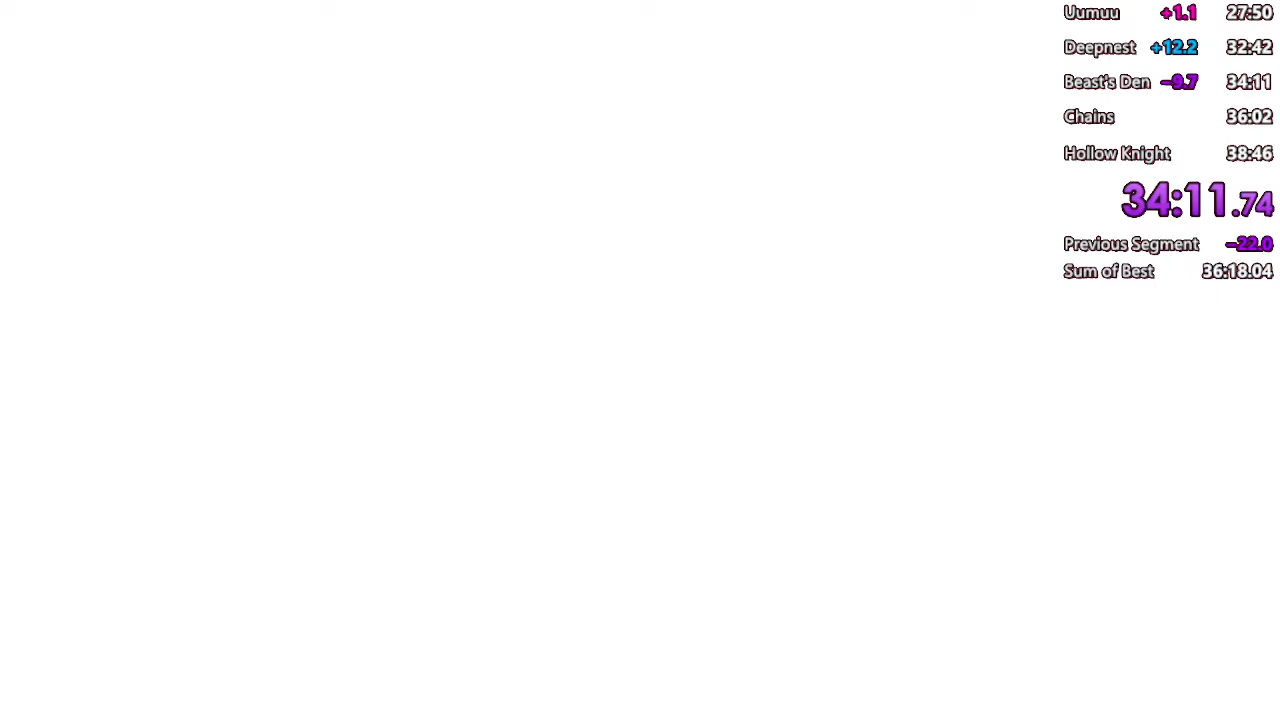 Uumuu +1.1 27:50
Deepnest +12.2 32:42
Beast's Den −9.7 34:11
Chains 36:02
Hollow Knight 38:46
34:11.74
Previous Segment −22.0
Sum of Best 36:18.04